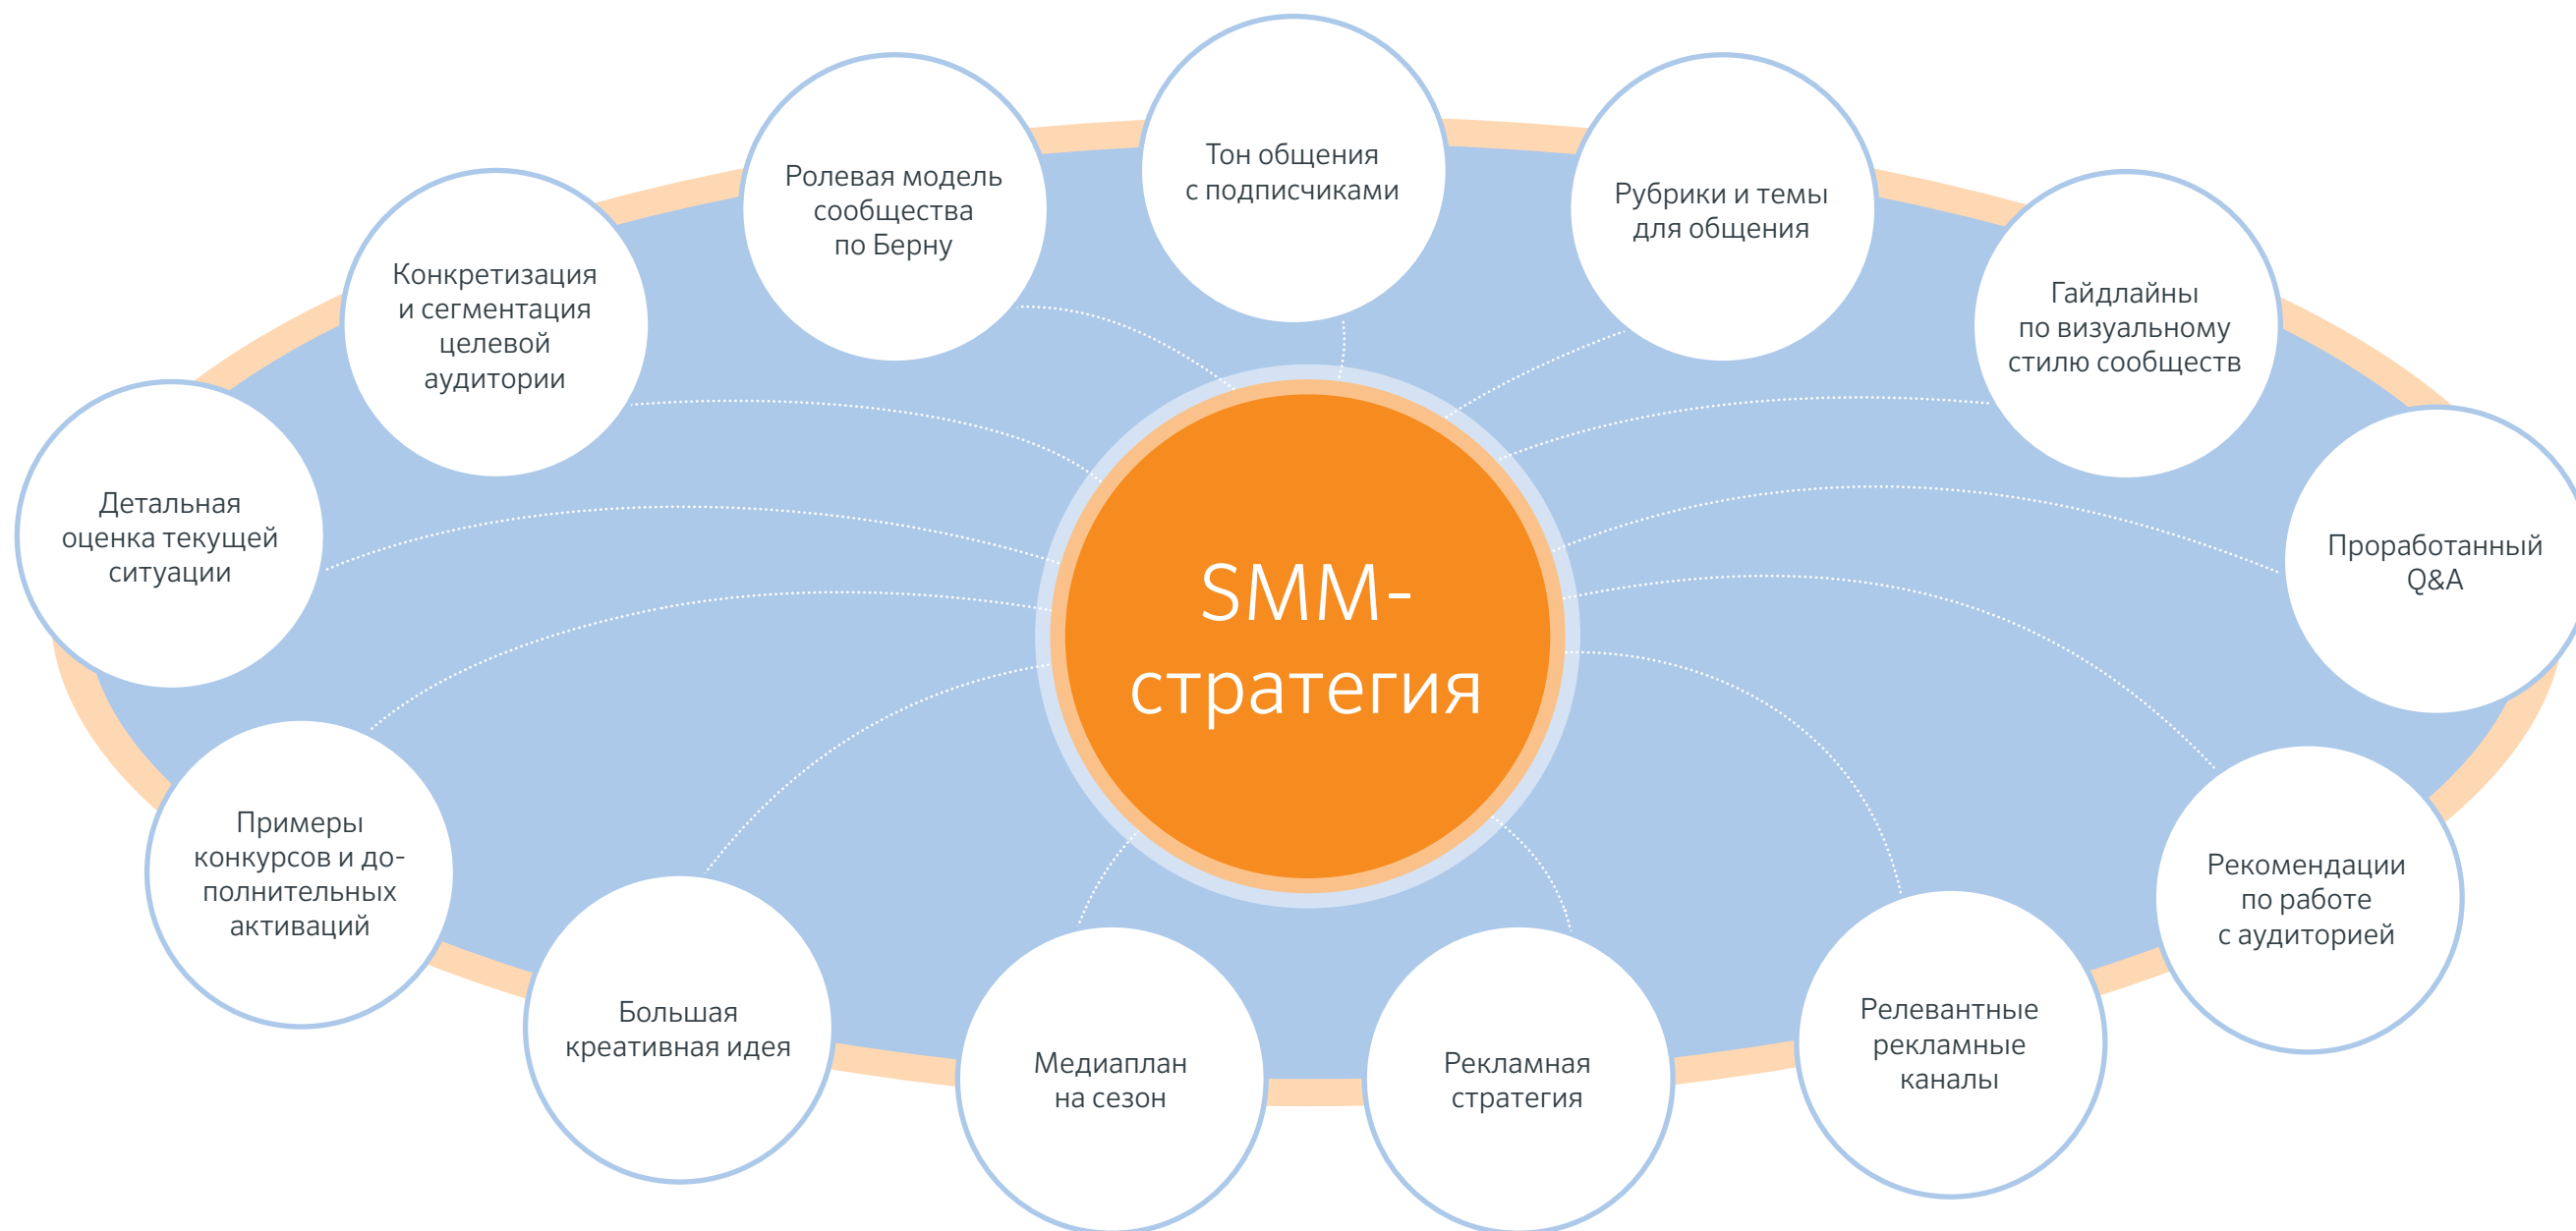 Тон общения
с подписчиками
Ролевая модель
сообщества
по Берну
Рубрики и темы
для общения
Конкретизация
и сегментация
целевой
аудитории
Гайдлайны
по визуальному
стилю сообществ
Детальная
оценка текущей
ситуации
Проработанный
Q&A
SMM-
стратегия
Примеры
конкурсов и до-
полнительных
активаций
Рекомендации
по работе
с аудиторией
Большая
креативная идея
Релевантные
рекламные
каналы
Медиаплан
на сезон
Рекламная
стратегия